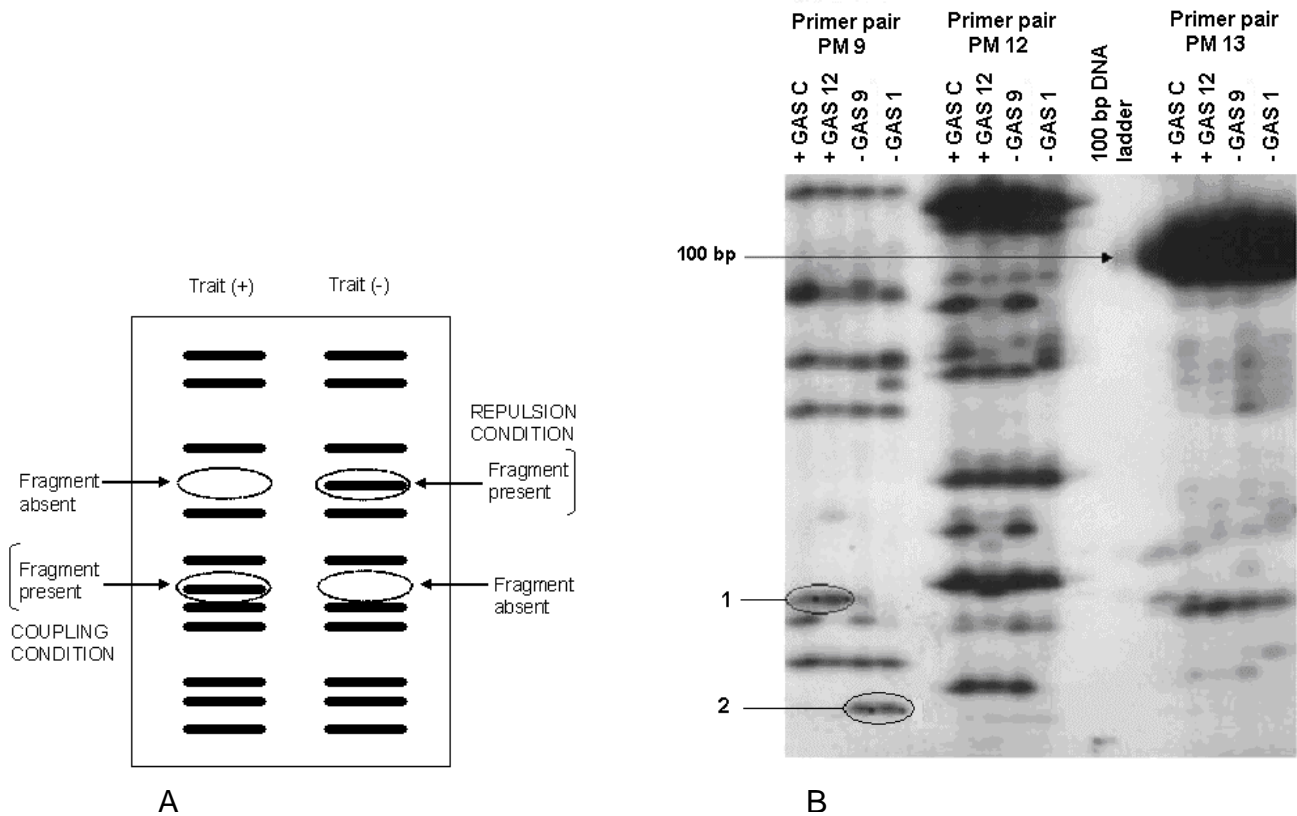 Trait (+)
Trait (-)
REPULSION
CONDITION
Fragment
absent
Fragment
present
Fragment
present
Fragment
absent
COUPLING
CONDITION
A
Primer pair
PM 9
Primer pair
PM 12
Primer pair
PM 13
+ GAS C
+ GAS 12
- GAS 9
- GAS 1
+ GAS C
+ GAS 12
- GAS 9
- GAS 1
100 bp DNA
ladder
+ GAS C
+ GAS 12
- GAS 9
- GAS 1
100 bp
1
2
B